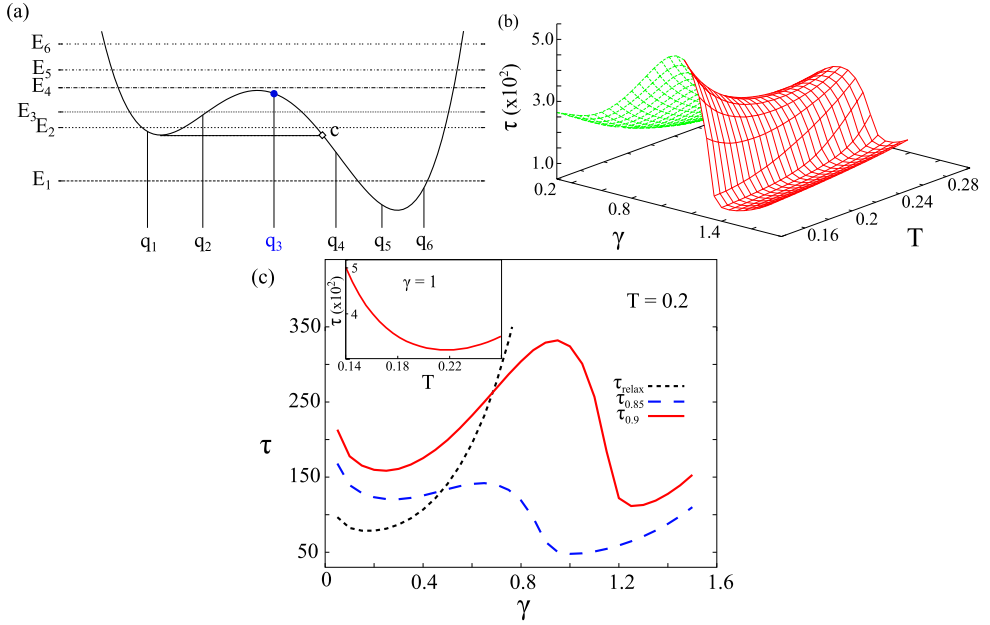 (a)
E₆
E₅
E₄
E₃
E₂
E₁
c
q₁ q₂ q₃ q₄ q₅ q₆
(b)
τ (x10²)
5.0
3.0
1.0
0.2 0.8 1.4
γ
0.16 0.2 0.24 0.28
T
(c)
τ
350
250
150
50
0 0.4 0.8 1.2 1.6
γ
T = 0.2
τrelax
τ0.85
τ0.9
τ (x10²)
5
4
γ = 1
0.14 0.18 0.22
T